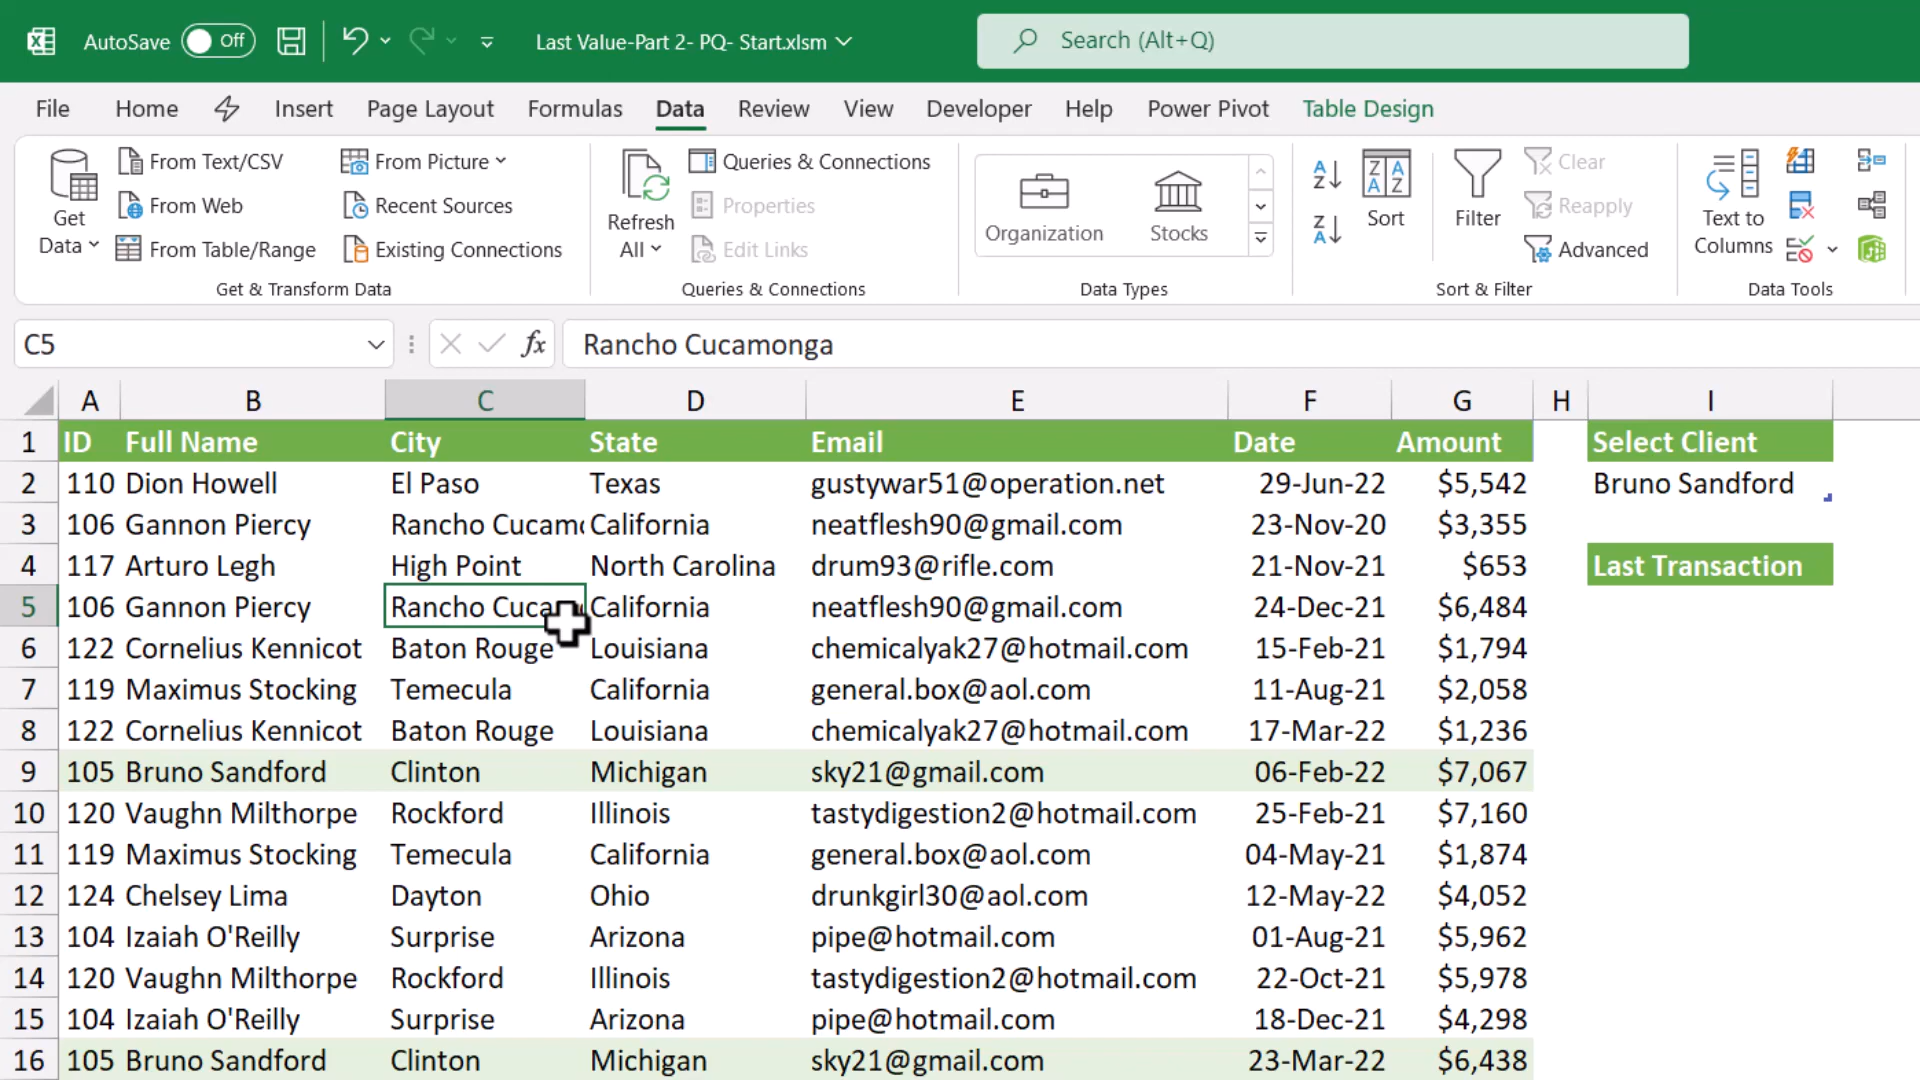 AutoSave Off Last Value-Part 2- PQ- Start.xlsm Search (Alt+Q)
File Home Insert Page Layout Formulas Data Review View Developer Help Power Pivot Table Design
Get Data
From Text/CSV
From Web
From Table/Range
From Picture
Recent Sources
Existing Connections
Get & Transform Data
Refresh All
Queries & Connections
Properties
Edit Links
Queries & Connections
Organization
Stocks
Data Types
Sort
Filter
Clear
Reapply
Advanced
Sort & Filter
Text to Columns
Data Tools
C5 fx Rancho Cucamonga
A B C D E F G H I
1 ID Full Name City State Email Date Amount Select Client
2 110 Dion Howell El Paso Texas gustywar51@operation.net 29-Jun-22 $5,542 Bruno Sandford
3 106 Gannon Piercy Rancho Cucamo California neatflesh90@gmail.com 23-Nov-20 $3,355
4 117 Arturo Legh High Point North Carolina drum93@rifle.com 21-Nov-21 $653 Last Transaction
5 106 Gannon Piercy Rancho Cuca California neatflesh90@gmail.com 24-Dec-21 $6,484
6 122 Cornelius Kennicot Baton Rouge Louisiana chemicalyak27@hotmail.com 15-Feb-21 $1,794
7 119 Maximus Stocking Temecula California general.box@aol.com 11-Aug-21 $2,058
8 122 Cornelius Kennicot Baton Rouge Louisiana chemicalyak27@hotmail.com 17-Mar-22 $1,236
9 105 Bruno Sandford Clinton Michigan sky21@gmail.com 06-Feb-22 $7,067
10 120 Vaughn Milthorpe Rockford Illinois tastydigestion2@hotmail.com 25-Feb-21 $7,160
11 119 Maximus Stocking Temecula California general.box@aol.com 04-May-21 $1,874
12 124 Chelsey Lima Dayton Ohio drunkgirl30@aol.com 12-May-22 $4,052
13 104 Izaiah O'Reilly Surprise Arizona pipe@hotmail.com 01-Aug-21 $5,962
14 120 Vaughn Milthorpe Rockford Illinois tastydigestion2@hotmail.com 22-Oct-21 $5,978
15 104 Izaiah O'Reilly Surprise Arizona pipe@hotmail.com 18-Dec-21 $4,298
16 105 Bruno Sandford Clinton Michigan sky21@gmail.com 23-Mar-22 $6,438